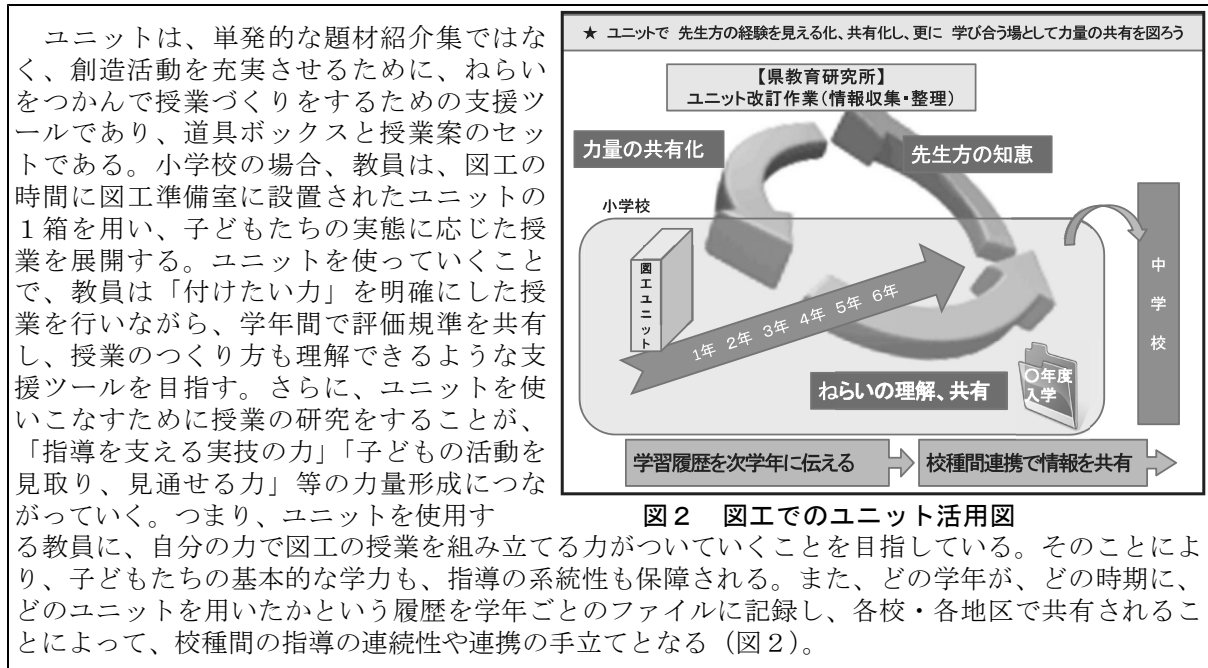 ユニットは、単発的な題材紹介集ではな
く、創造活動を充実させるために、ねらい
をつかんで授業づくりをするための支援ツ
ールであり、道具ボックスと授業案のセッ
トである。小学校の場合、教員は、図工の
時間に図工準備室に設置されたユニットの
１箱を用い、子どもたちの実態に応じた授
業を展開する。ユニットを使っていくこと
で、教員は「付けたい力」を明確にした授
業を行いながら、学年間で評価規準を共有
し、授業のつくり方も理解できるような支
援ツールを目指す。さらに、ユニットを使
いこなすために授業の研究をすることが、
「指導を支える実技の力」「子どもの活動を
見取り、見通せる力」等の力量形成につな
がっていく。つまり、ユニットを使用す
る教員に、自分の力で図工の授業を組み立てる力がついていくことを目指している。そのことによ
り、子どもたちの基本的な学力も、指導の系統性も保障される。また、どの学年が、どの時期に、
どのユニットを用いたかという履歴を学年ごとのファイルに記録し、各校・各地区で共有されるこ
とによって、校種間の指導の連続性や連携の手立てとなる（図２）。
★ ユニットで 先生方の経験を見える化、共有化し、更に 学び合う場として力量の共有を図ろう
【県教育研究所】
ユニット改訂作業（情報収集・整理）
力量の共有化
先生方の知恵
小学校
図工ユニット
1年 2年 3年 4年 5年 6年
中学校
ねらいの理解、共有
〇年度
入学
学習履歴を次学年に伝える
校種間連携で情報を共有
図２　図工でのユニット活用図